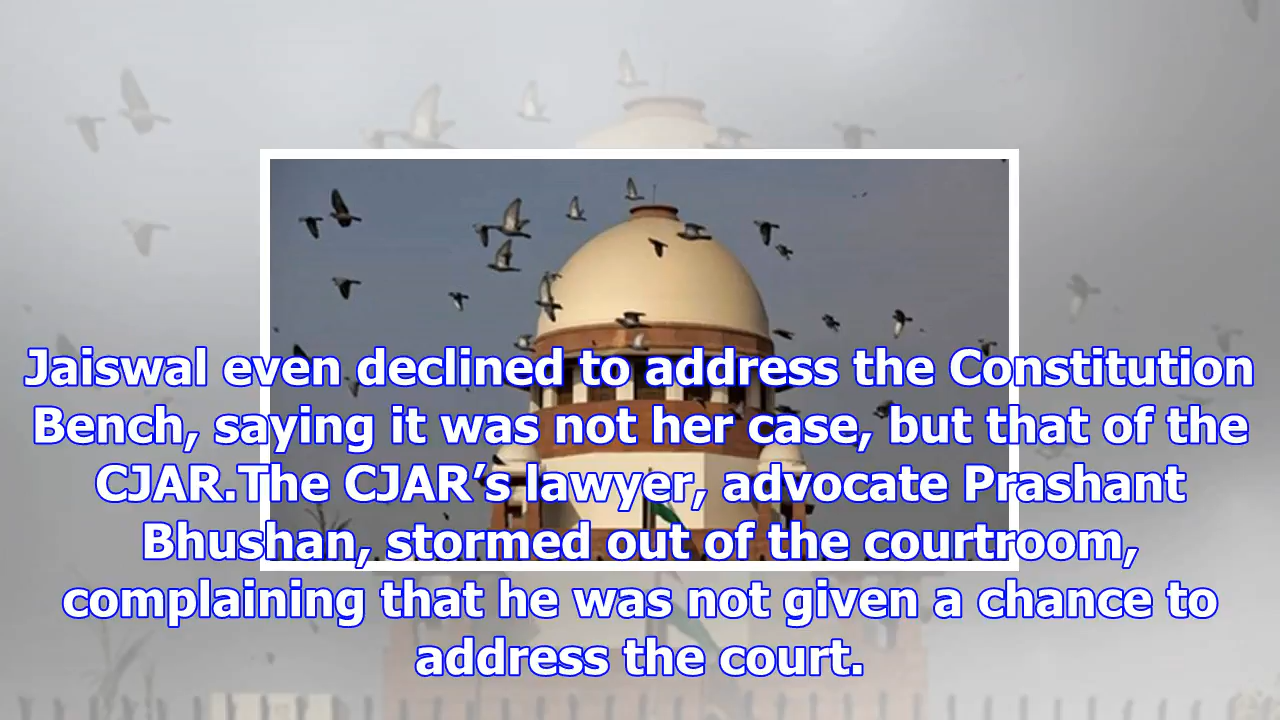 Jaiswal even declined to address the Constitution
Bench, saying it was not her case, but that of the
CJAR.The CJAR’s lawyer, advocate Prashant
Bhushan, stormed out of the courtroom,
complaining that he was not given a chance to
address the court.